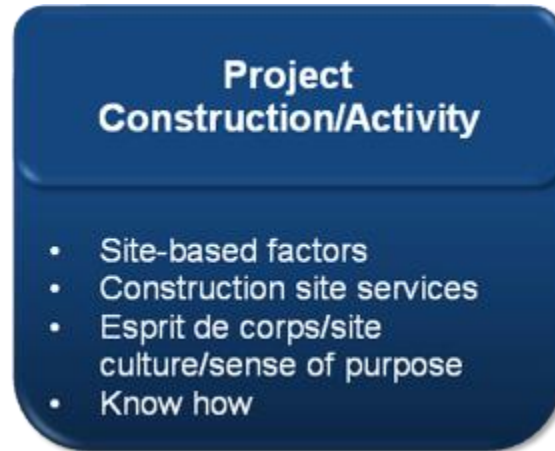 Project
Construction/Activity
• Site-based factors
• Construction site services
• Esprit de corps/site
culture/sense of purpose
• Know how